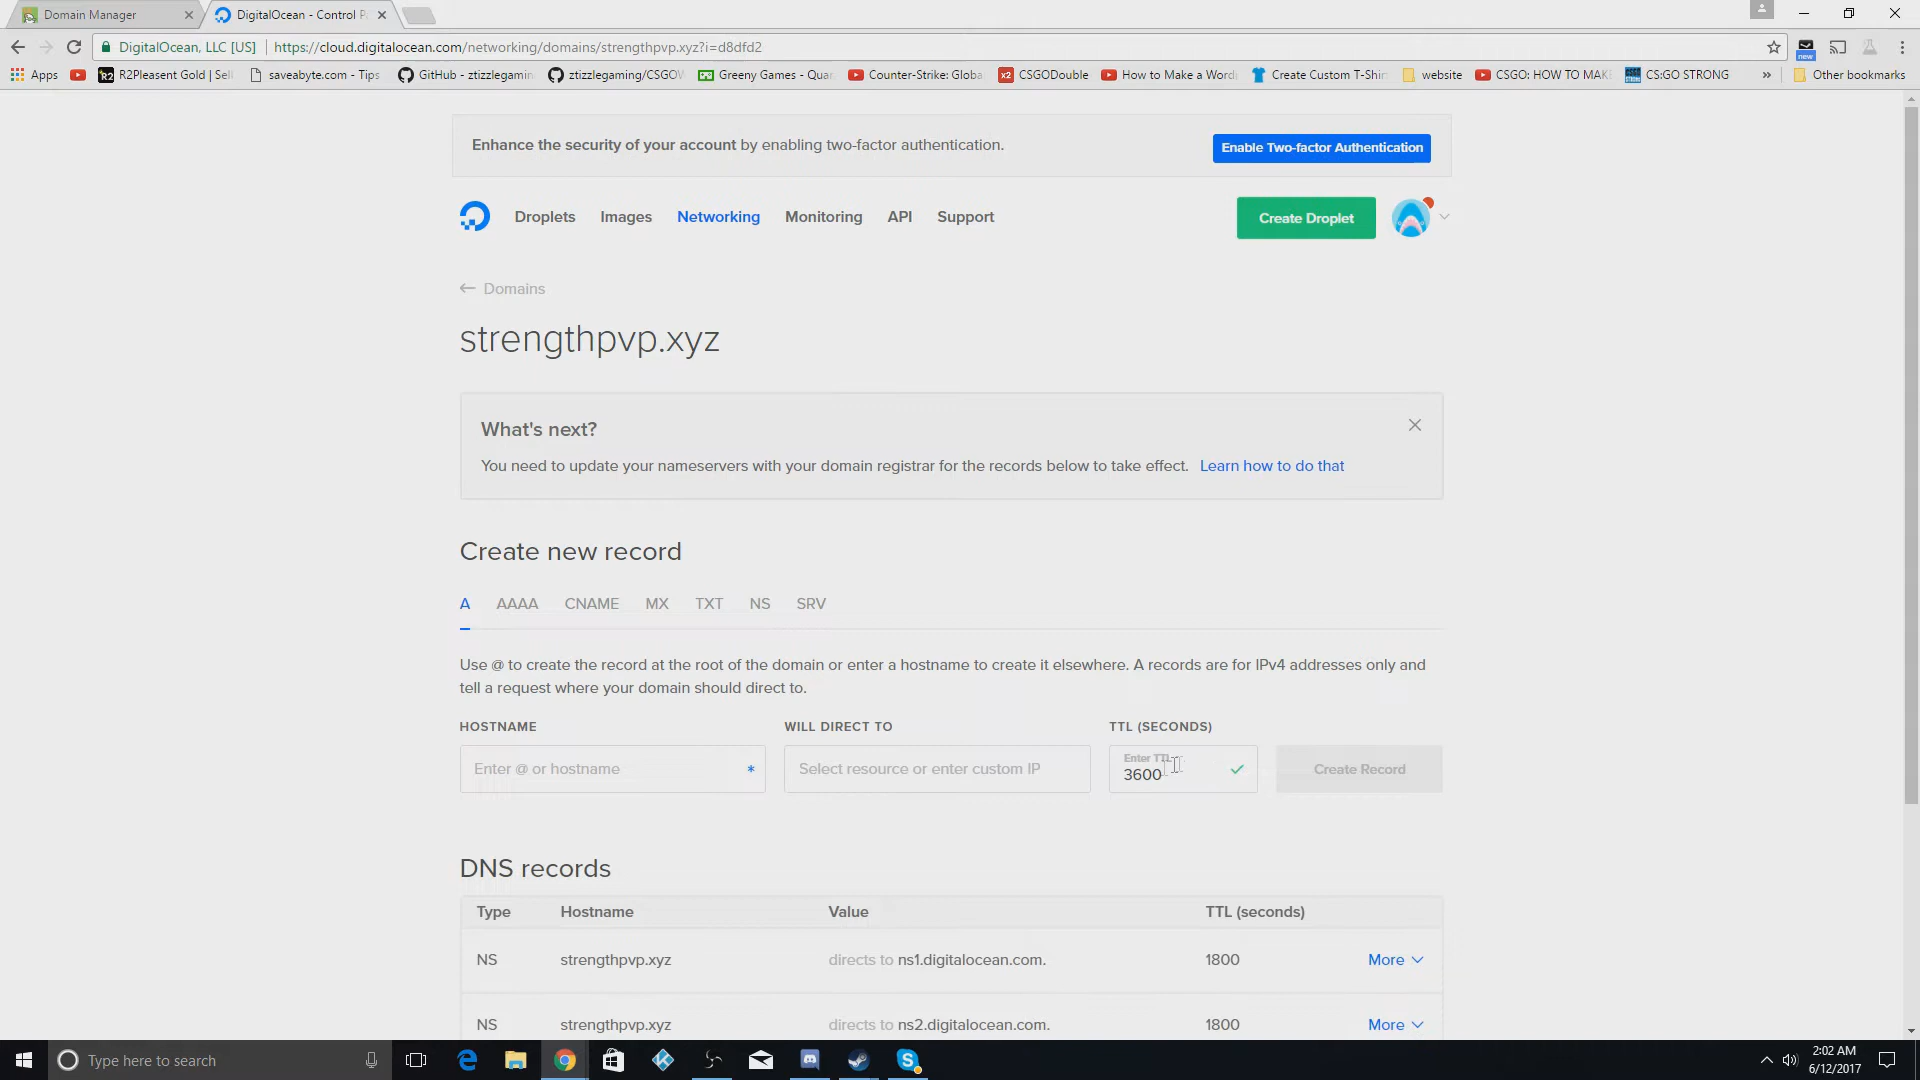 Domain Manager
DigitalOcean - Control P
DigitalOcean, LLC [US] https://cloud.digitalocean.com/networking/domains/strengthpvp.xyz?i=d8dfd2
new
Apps R2Pleasent Gold | Sel saveabyte.com - Tips GitHub - ztizzlegamin ztizzlegaming/CSGOW Greeny Games - Qua Counter-Strike: Globa CSGODouble How to Make a Word Create Custom T-Shir website CSGO: HOW TO MAK CS:GO STRONG » Other bookmarks
Enhance the security of your account by enabling two-factor authentication.
Enable Two-factor Authentication
Droplets Images Networking Monitoring API Support
Create Droplet
← Domains
strengthpvp.xyz
What's next?
You need to update your nameservers with your domain registrar for the records below to take effect. Learn how to do that
Create new record
A AAAA CNAME MX TXT NS SRV
Use @ to create the record at the root of the domain or enter a hostname to create it elsewhere. A records are for IPv4 addresses only and
tell a request where your domain should direct to.
HOSTNAME WILL DIRECT TO TTL (SECONDS)
Enter @ or hostname * Select resource or enter custom IP Enter TTL
3600
Create Record
DNS records
Type Hostname Value TTL (seconds)
NS strengthpvp.xyz directs to ns1.digitalocean.com. 1800 More
NS strengthpvp.xyz directs to ns2.digitalocean.com. 1800 More
Type here to search
2:02 AM
6/12/2017